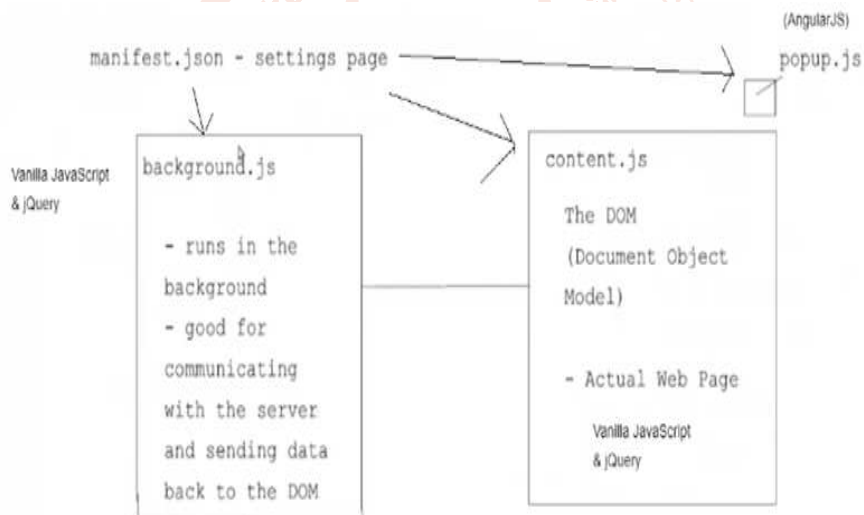 (AngularJS)
manifest.json - settings page
popup.js
Vanilla JavaScript
& jQuery
background.js
- runs in the
background
- good for
communicating
with the server
and sending data
back to the DOM
content.js
The DOM
(Document Object
Model)
- Actual Web Page
Vanilla JavaScript
& jQuery